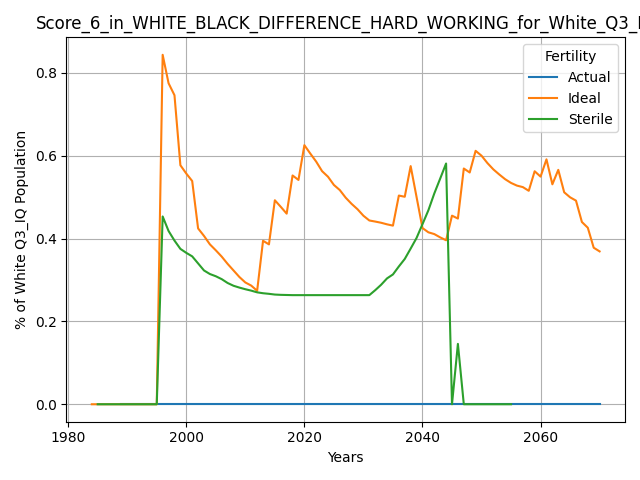 Score_6_in_WHITE_BLACK_DIFFERENCE_HARD_WORKING_for_White_Q3_I
Fertility
Actual
Ideal
Sterile
% of White Q3_IQ Population
0.8
0.6
0.4
0.2
0.0
1980 2000 2020 2040 2060
Years